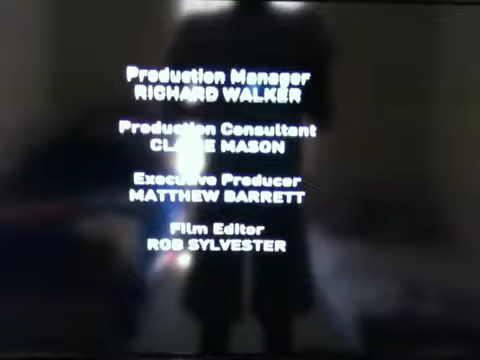 Production Manager
RICHARD WALKER
Production Consultant
MASON
Executive Producer
MATTHEW BARRETT
Film Editor
ROB SYLVESTER